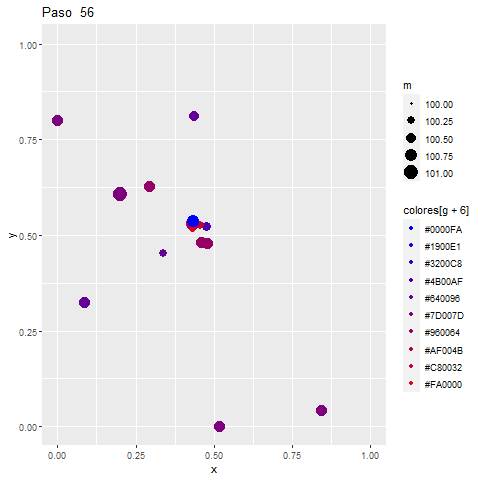 Paso 56
1.00
0.75
0.50
0.25
0.00
y
0.00 0.25 0.50 0.75 1.00
x
m
100.00
100.25
100.50
100.75
101.00
colores[g + 6]
#0000FA
#1900E1
#3200C8
#4B00AF
#640096
#7D007D
#960064
#AF004B
#C80032
#FA0000